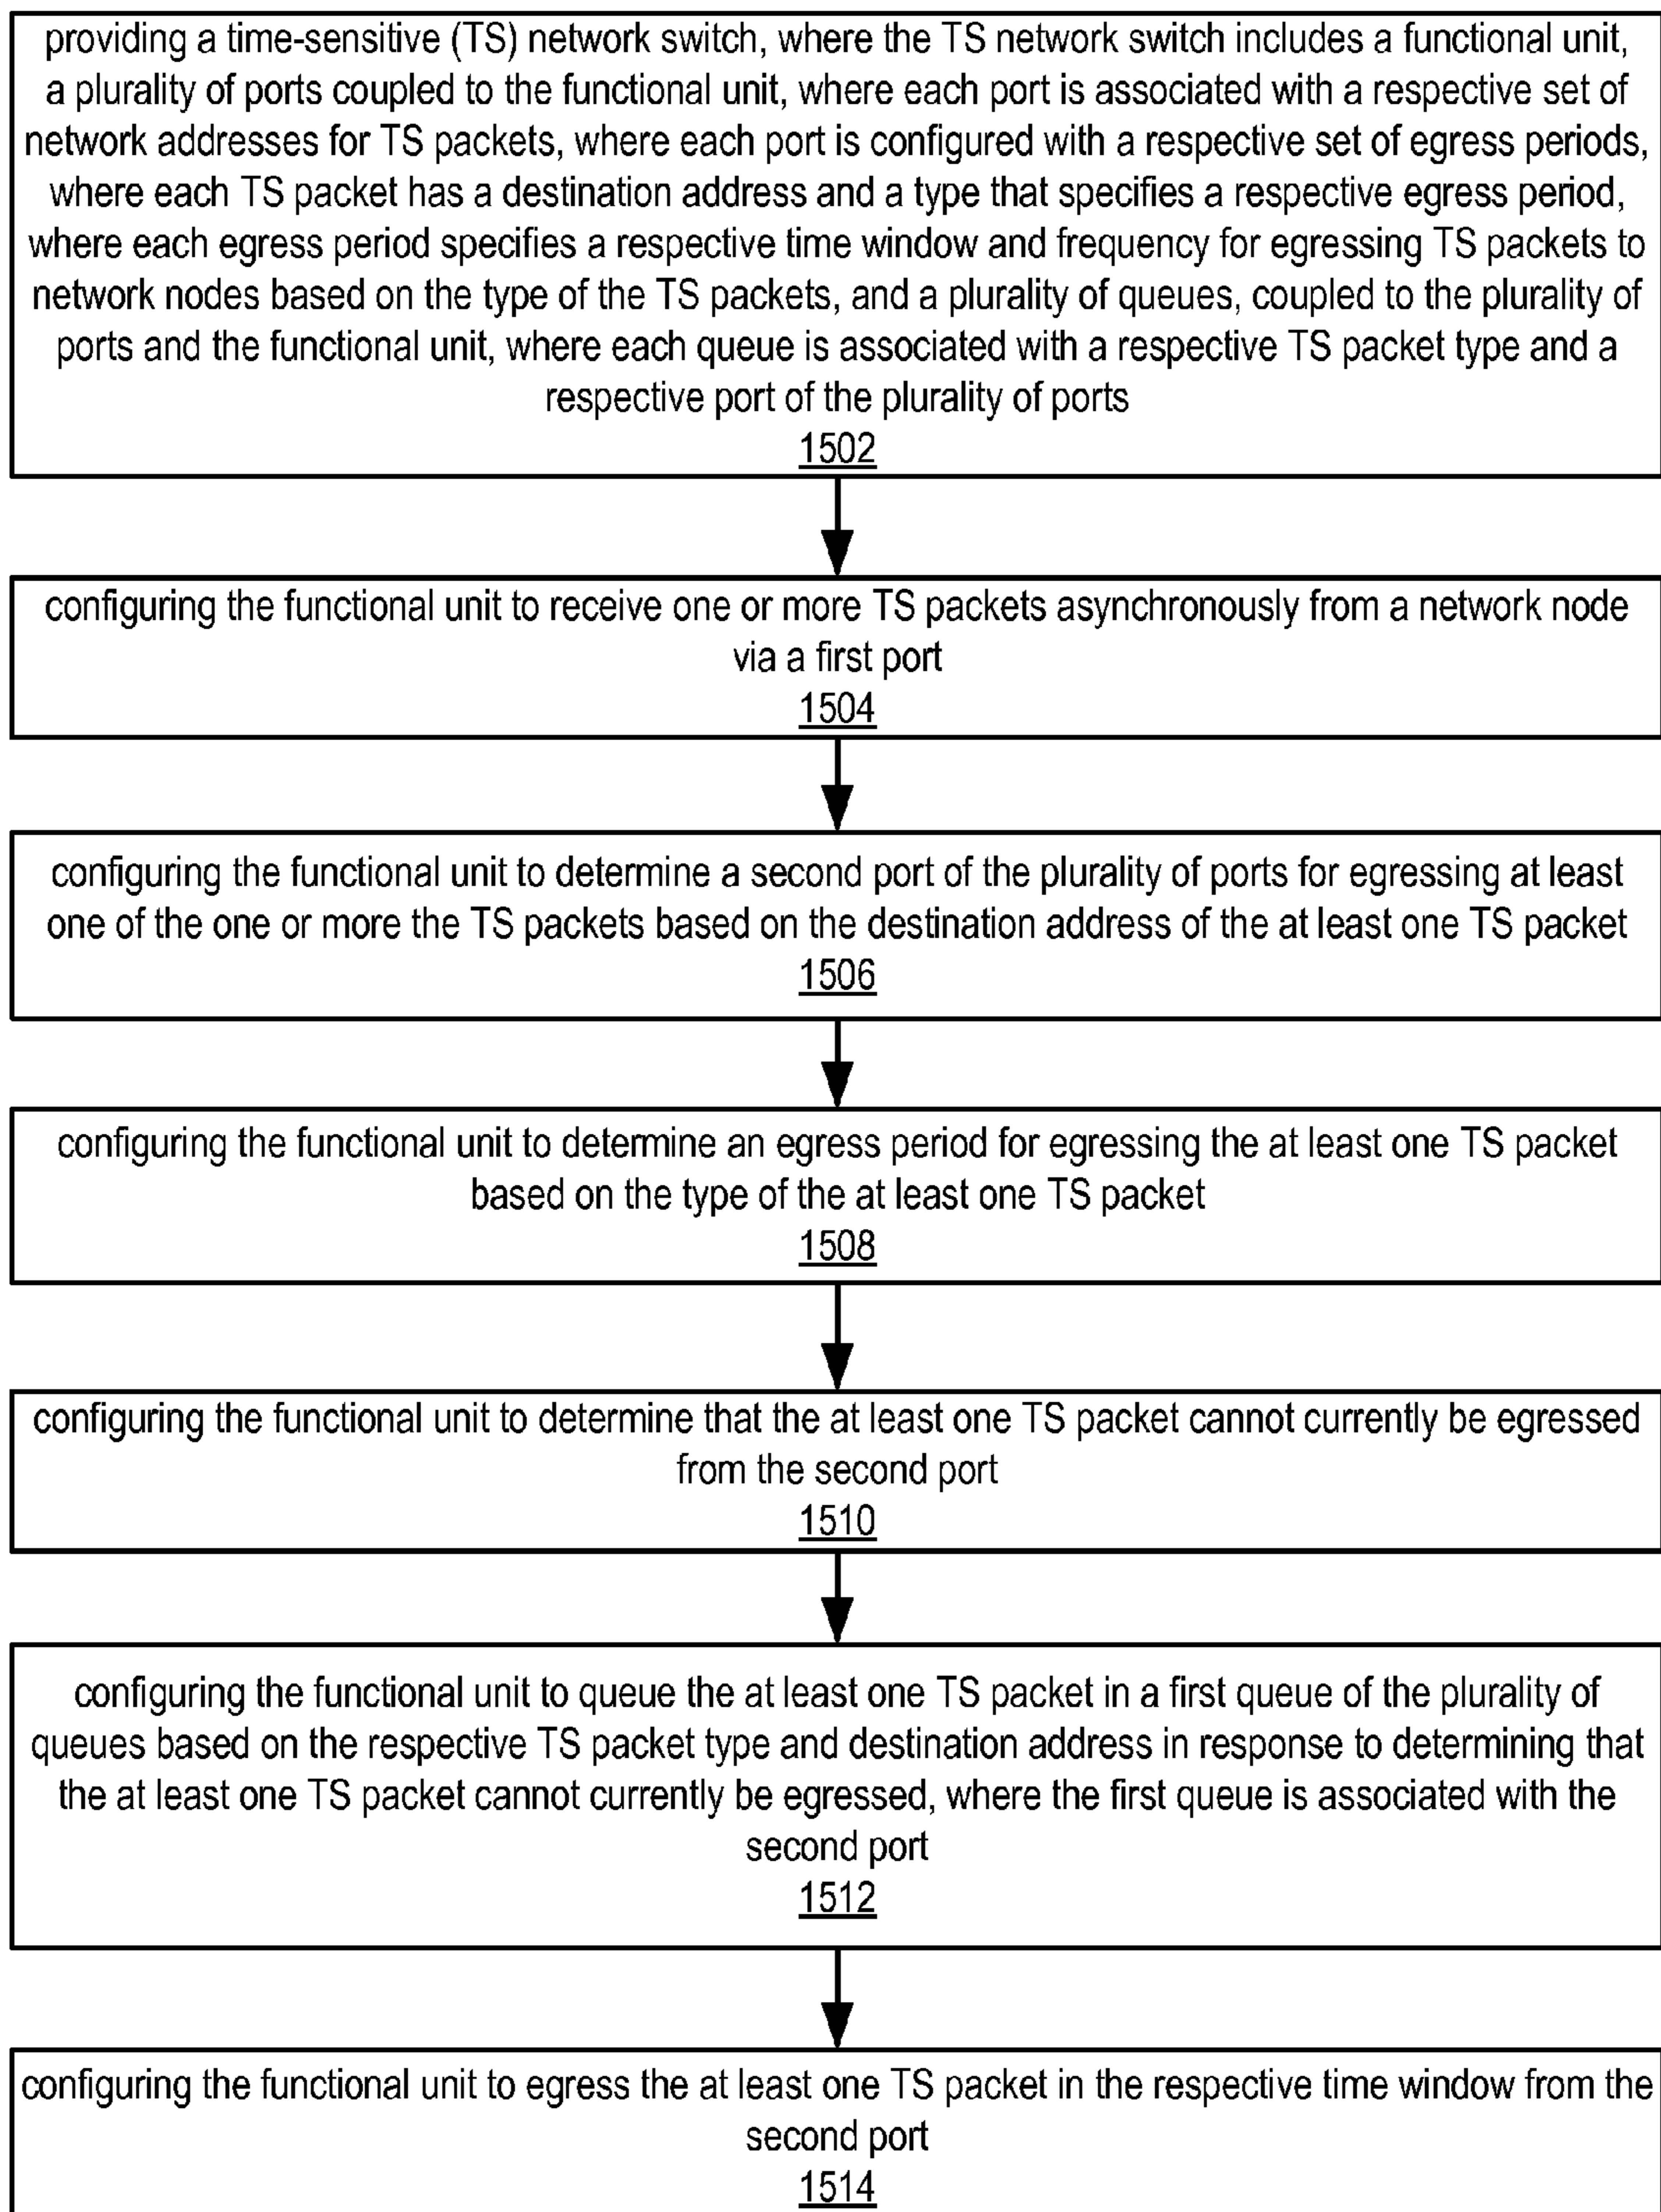 providing a time-sensitive (TS) network switch, where the TS network switch includes a functional unit,
a plurality of ports coupled to the functional unit, where each port is associated with a respective set of
network addresses for TS packets, where each port is configured with a respective set of egress periods,
where each TS packet has a destination address and a type that specifies a respective egress period,
where each egress period specifies a respective time window and frequency for egressing TS packets to
network nodes based on the type of the TS packets, and a plurality of queues, coupled to the plurality of
ports and the functional unit, where each queue is associated with a respective TS packet type and a
respective port of the plurality of ports
1502
configuring the functional unit to receive one or more TS packets asynchronously from a network node
via a first port
1504
configuring the functional unit to determine a second port of the plurality of ports for egressing at least
one of the one or more the TS packets based on the destination address of the at least one TS packet
1506
configuring the functional unit to determine an egress period for egressing the at least one TS packet
based on the type of the at least one TS packet
1508
configuring the functional unit to determine that the at least one TS packet cannot currently be egressed
from the second port
1510
configuring the functional unit to queue the at least one TS packet in a first queue of the plurality of
queues based on the respective TS packet type and destination address in response to determining that
the at least one TS packet cannot currently be egressed, where the first queue is associated with the
second port
1512
configuring the functional unit to egress the at least one TS packet in the respective time window from the
second port
1514